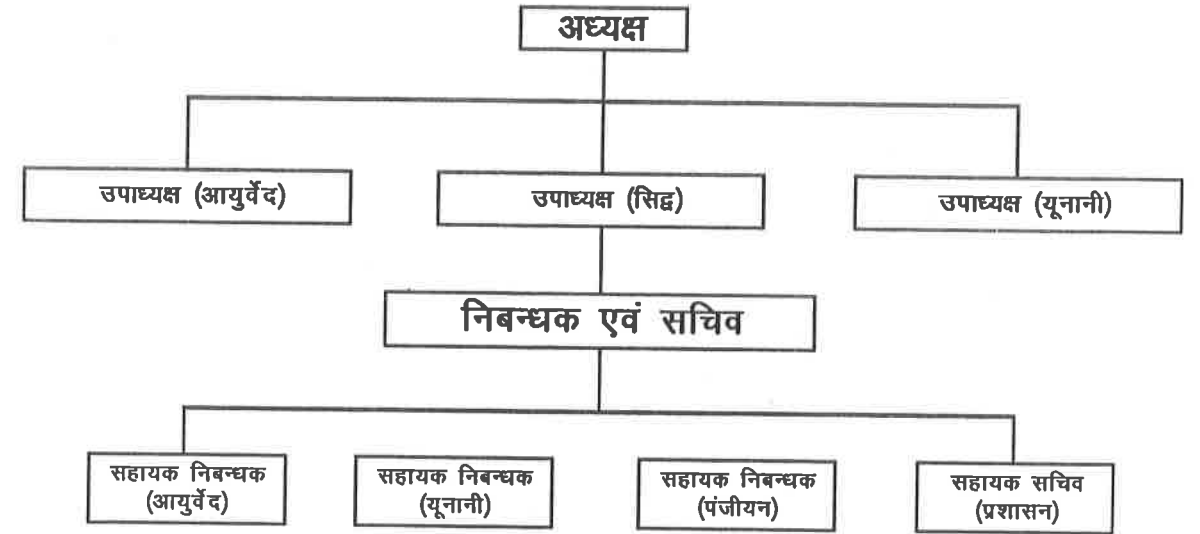 अध्यक्ष
उपाध्यक्ष (आयुर्वेद)
उपाध्यक्ष (सिद्व)
उपाध्यक्ष (यूनानी)
निबन्धक एवं सचिव
सहायक निबन्धक
(आयुर्वेद)
सहायक निबन्धक
(यूनानी)
सहायक निबन्धक
(पंजीयन)
सहायक सचिव
(प्रशासन)